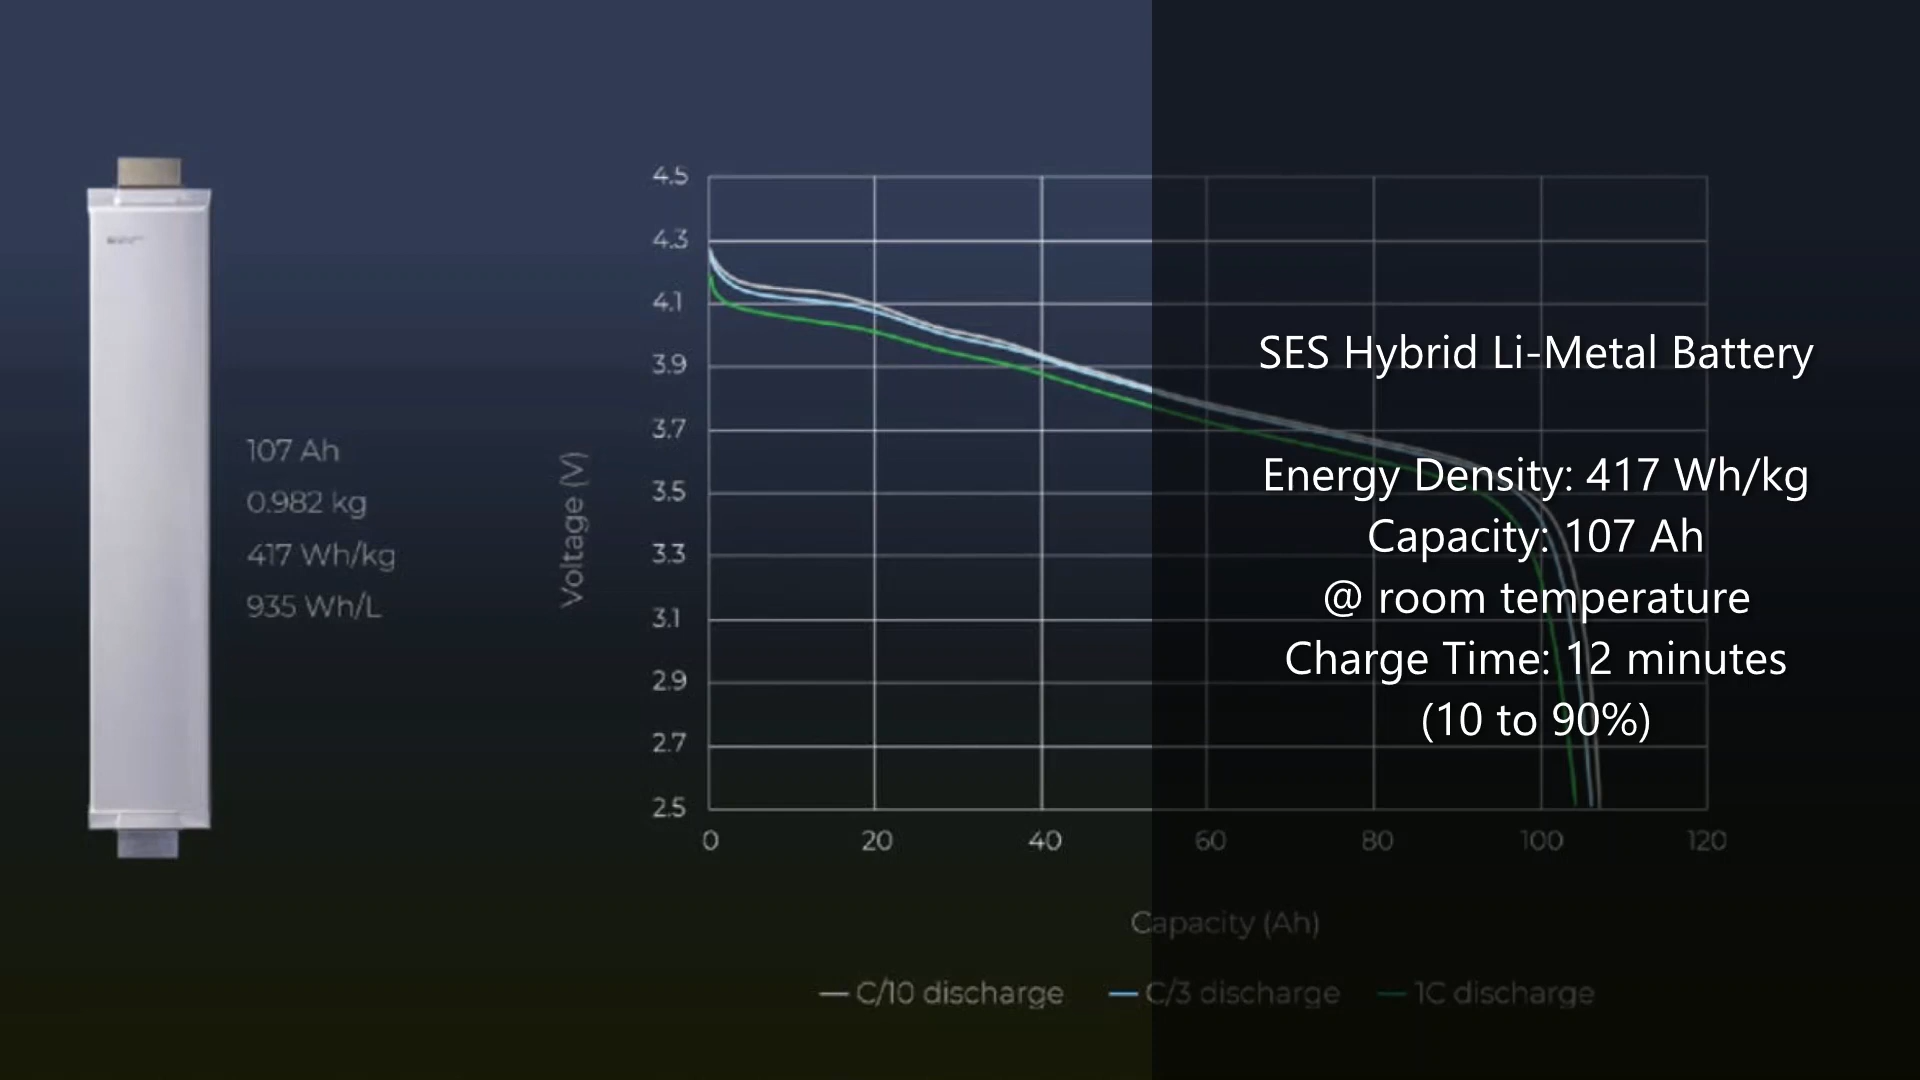 107 Ah
0.982 kg
417 Wh/kg
935 Wh/L
Voltage (V)
4.5
4.3
4.1
3.9
3.7
3.5
3.3
3.1
2.9
2.7
2.5
0 20 40 60 80 100 120
Capacity (Ah)
C/10 discharge C/3 discharge 1C discharge
SES Hybrid Li-Metal Battery
Energy Density: 417 Wh/kg
Capacity: 107 Ah
@ room temperature
Charge Time: 12 minutes
(10 to 90%)